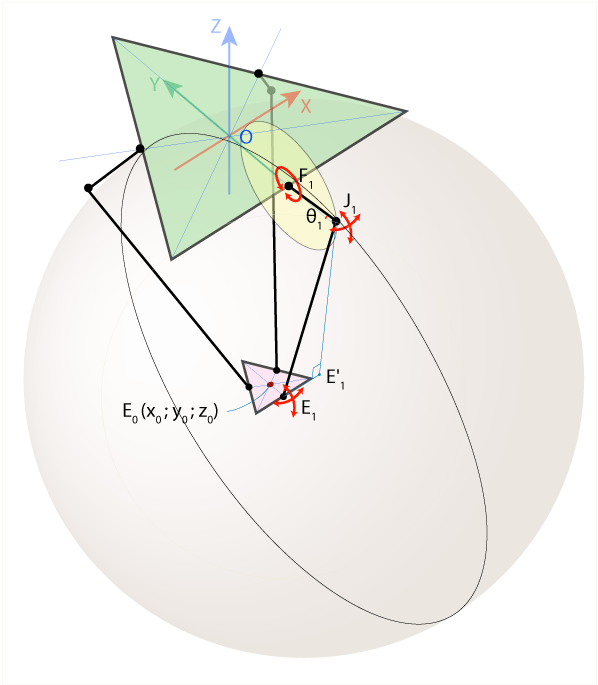 Z
Y
X
O
F₁
J₁
θ₁
E'₁
E₀(x₀; y₀; z₀)
E₁